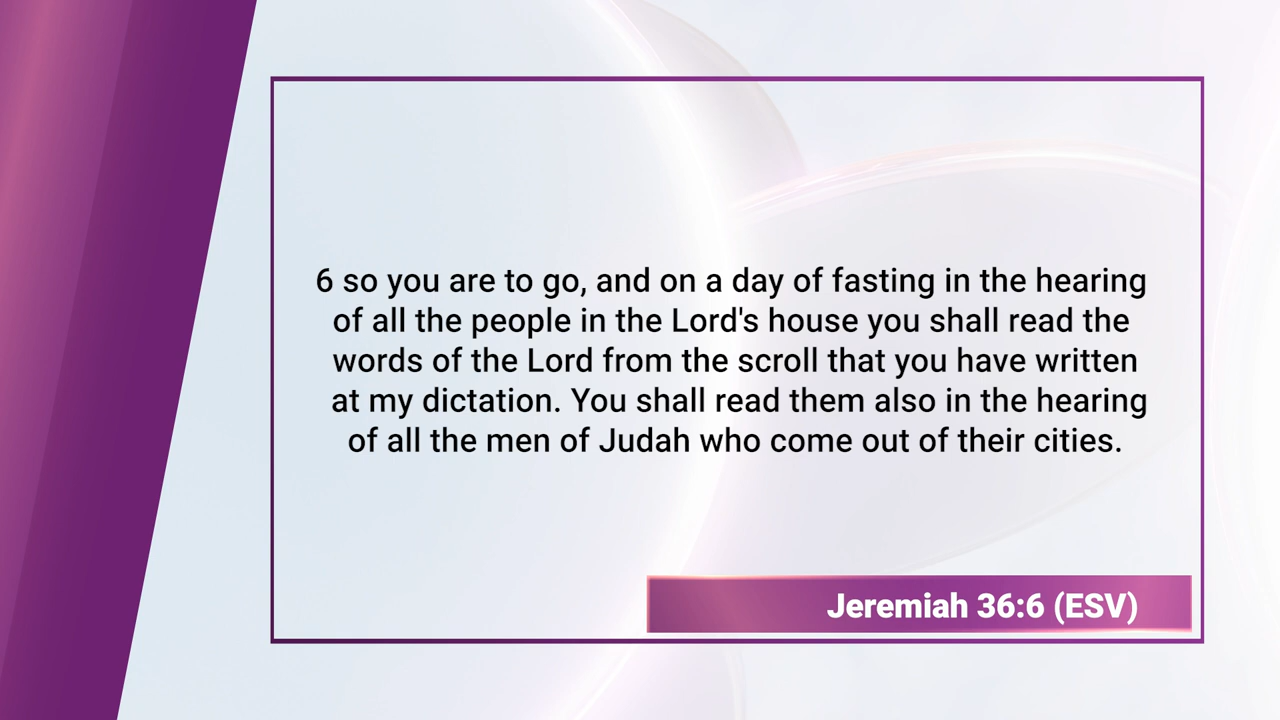 6 so you are to go, and on a day of fasting in the hearing
of all the people in the Lord's house you shall read the
words of the Lord from the scroll that you have written
at my dictation. You shall read them also in the hearing
of all the men of Judah who come out of their cities.
Jeremiah 36:6 (ESV)